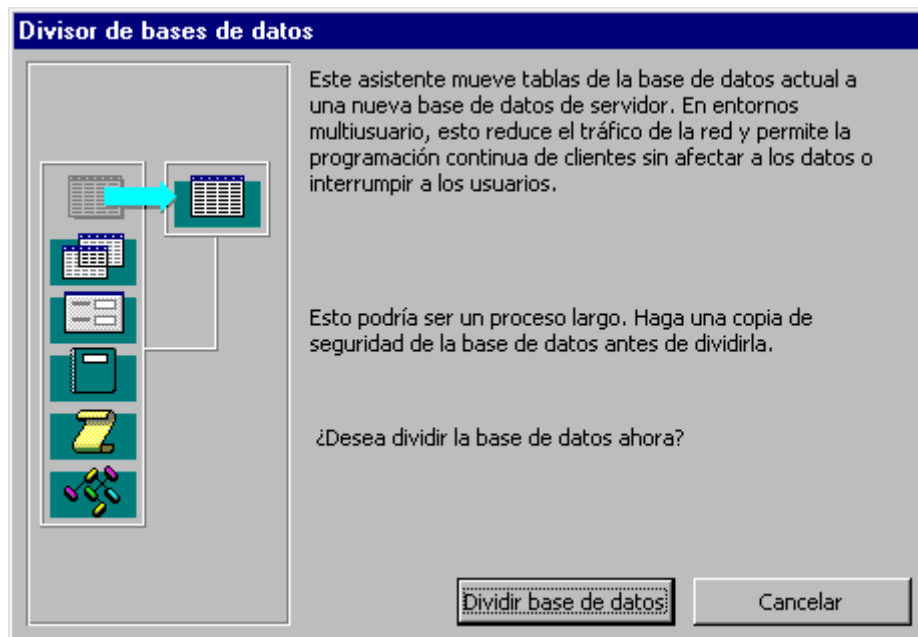 Divisor de bases de datos
Este asistente mueve tablas de la base de datos actual a
una nueva base de datos de servidor. En entornos
multiusuario, esto reduce el tráfico de la red y permite la
programación continua de clientes sin afectar a los datos o
interrumpir a los usuarios.
Esto podría ser un proceso largo. Haga una copia de
seguridad de la base de datos antes de dividirla.
¿Desea dividir la base de datos ahora?
Dividir base de datos
Cancelar